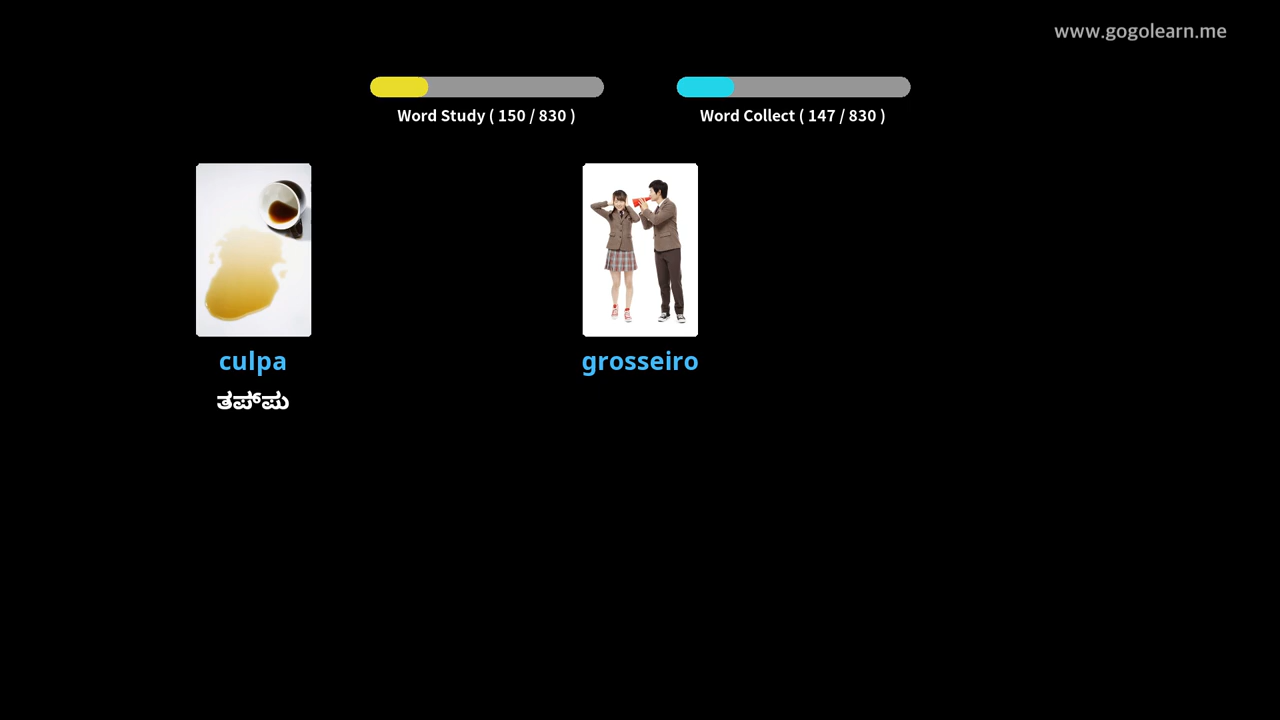 www.gogolearn.me
Word Study ( 150 / 830 )
Word Collect ( 147 / 830 )
culpa
grosseiro
ತಪ್ಪು